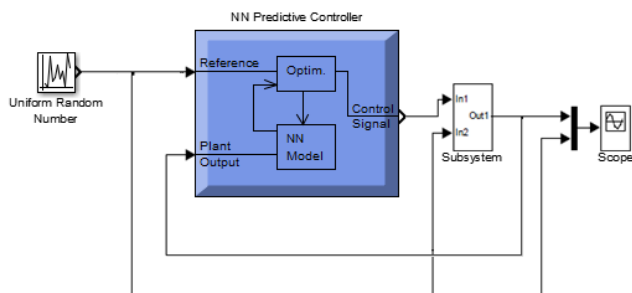 NN Predictive Controller
Reference
Optim.
Uniform Random
Number
Control
Signal
In1
Out1
In2
Plant
Output
NN
Model
Subsystem
Scope